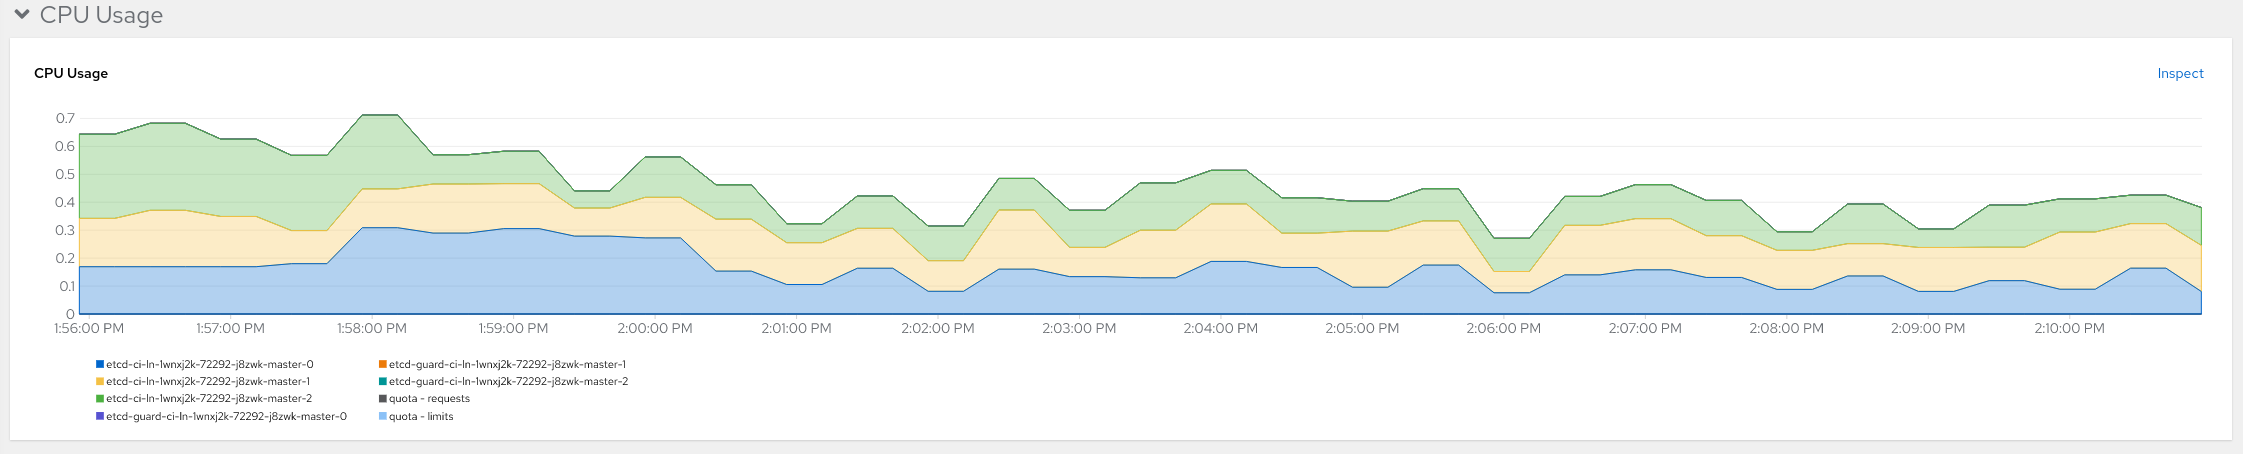 CPU Usage
CPU Usage
Inspect
0.7
0.6
0.5
0.4
0.3
0.2
0.1
0
1:56:00 PM 1:57:00 PM 1:58:00 PM 1:59:00 PM 2:00:00 PM 2:01:00 PM 2:02:00 PM 2:03:00 PM 2:04:00 PM 2:05:00 PM 2:06:00 PM 2:07:00 PM 2:08:00 PM 2:09:00 PM 2:10:00 PM
etcd-ci-ln-1wnxj2k-72292-j8zwk-master-0
etcd-ci-ln-1wnxj2k-72292-j8zwk-master-1
etcd-ci-ln-1wnxj2k-72292-j8zwk-master-2
etcd-guard-ci-ln-1wnxj2k-72292-j8zwk-master-0
etcd-guard-ci-ln-1wnxj2k-72292-j8zwk-master-1
etcd-guard-ci-ln-1wnxj2k-72292-j8zwk-master-2
quota - requests
quota - limits